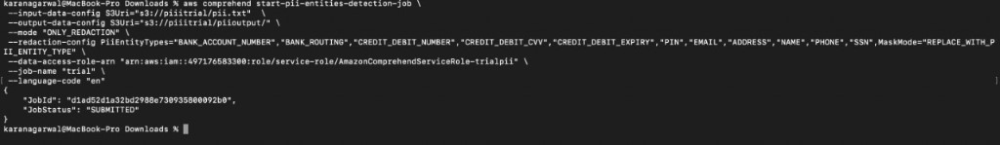 karanagarwal@MacBook-Pro Downloads % aws comprehend start-pii-entities-detection-job \
--input-data-config S3Uri="s3://piiitrial/pii.txt" \
--output-data-config S3Uri="s3://piiitrial/piioutput/" \
--mode "ONLY_REDACTION" \
--redaction-config PiiEntityTypes="BANK_ACCOUNT_NUMBER","BANK_ROUTING","CREDIT_DEBIT_NUMBER","CREDIT_DEBIT_CVV","CREDIT_DEBIT_EXPIRY","PIN","EMAIL","ADDRESS","NAME","PHONE","SSN",MaskMode="REPLACE_WITH_P
II_ENTITY_TYPE" \
--data-access-role-arn "arn:aws:iam::497176583300:role/service-role/AmazonComprehendServiceRole-trialpii" \
--job-name "trial" \
--language-code "en"
{
"JobId": "d1ad52d1a32bd2988e730935800092b0",
"JobStatus": "SUBMITTED"
}
karanagarwal@MacBook-Pro Downloads %